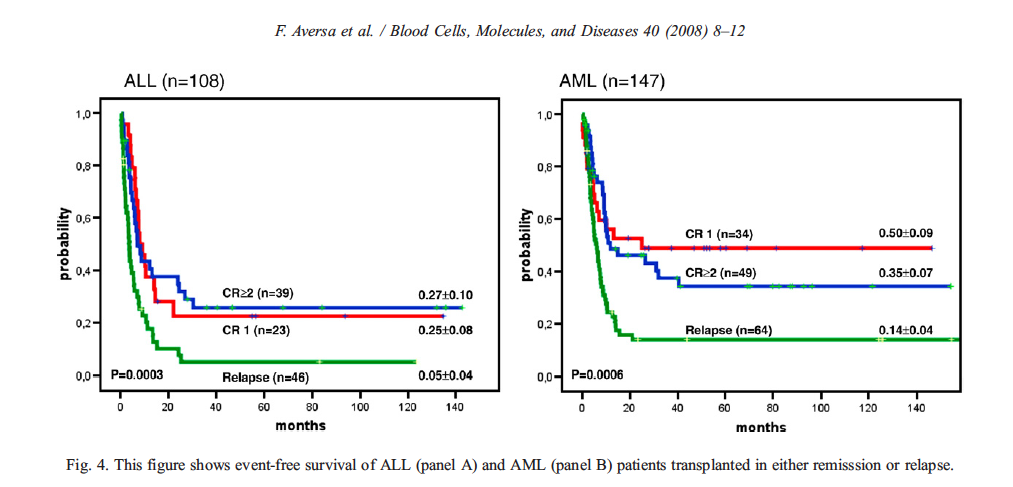 F. Aversa et al. / Blood Cells, Molecules, and Diseases 40 (2008) 8–12
ALL (n=108)
probability
1,0
0,8
0,6
0,4
0,2
0,0
CR≥2 (n=39) 0.27±0.10
CR 1 (n=23) 0.25±0.08
P=0.0003 Relapse (n=46) 0.05±0.04
0 20 40 60 80 100 120 140
months
AML (n=147)
probability
1,0
0,8
0,6
0,4
0,2
0,0
CR 1 (n=34) 0.50±0.09
CR≥2 (n=49) 0.35±0.07
Relapse (n=64) 0.14±0.04
P=0.0006
0 20 40 60 80 100 120 140
months
Fig. 4. This figure shows event-free survival of ALL (panel A) and AML (panel B) patients transplanted in either remisssion or relapse.